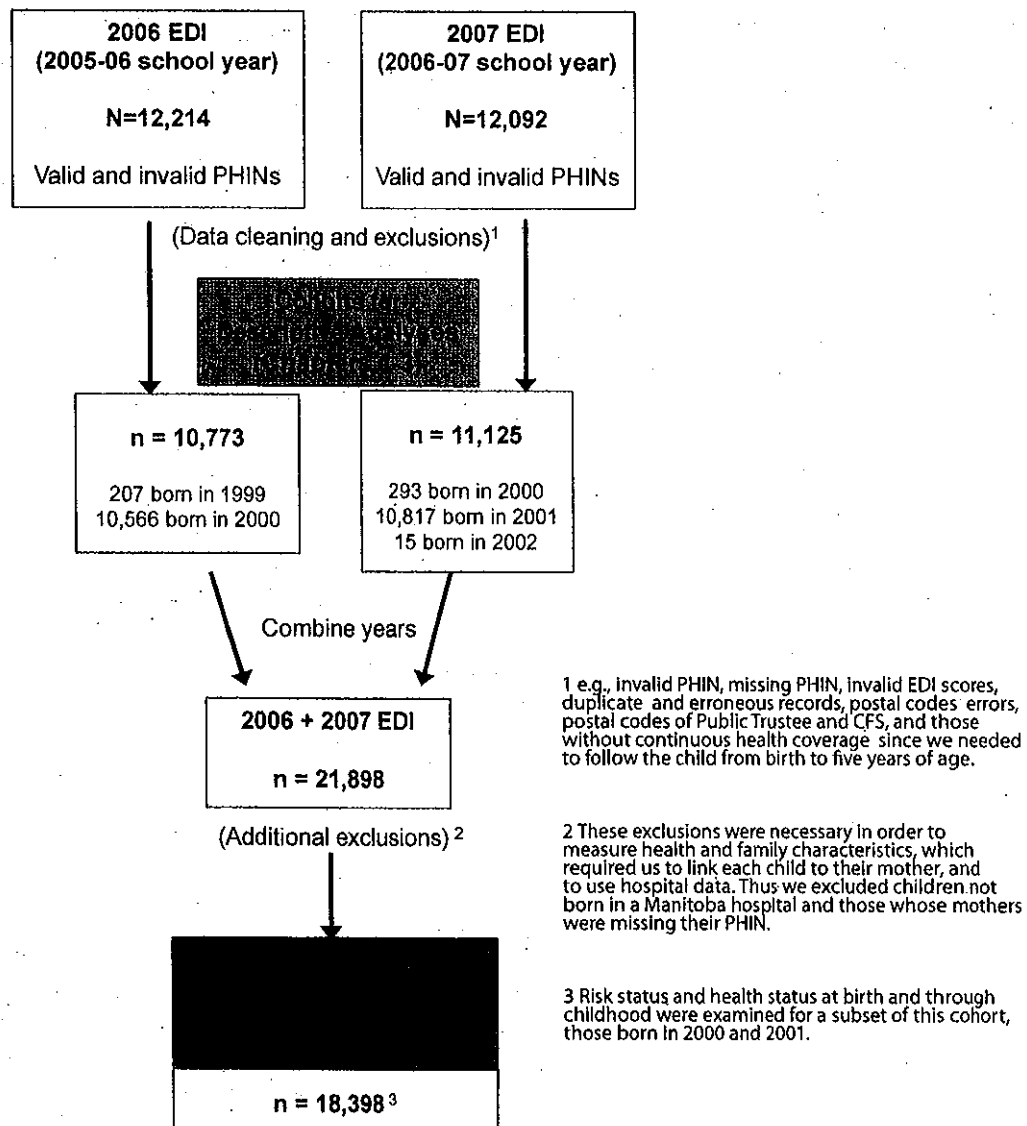 2006 EDI
(2005-06 school year)
N=12,214
Valid and invalid PHINs
2007 EDI
(2006-07 school year)
N=12,092
Valid and invalid PHINs
(Data cleaning and exclusions)1
n = 10,773
207 born in 1999
10,566 born in 2000
n = 11,125
293 born in 2000
10,817 born in 2001
15 born in 2002
Combine years
2006 + 2007 EDI
n = 21,898
(Additional exclusions) 2
n = 18,398 3
1 e.g., invalid PHIN, missing PHIN, invalid EDI scores,
duplicate and erroneous records, postal codes errors,
postal codes of Public Trustee and CFS, and those
without continuous health coverage since we needed
to follow the child from birth to five years of age.
2 These exclusions were necessary in order to
measure health and family characteristics, which
required us to link each child to their mother, and
to use hospital data. Thus we excluded children not
born in a Manitoba hospital and those whose mothers
were missing their PHIN.
3 Risk status and health status at birth and through
childhood were examined for a subset of this cohort,
those born in 2000 and 2001.